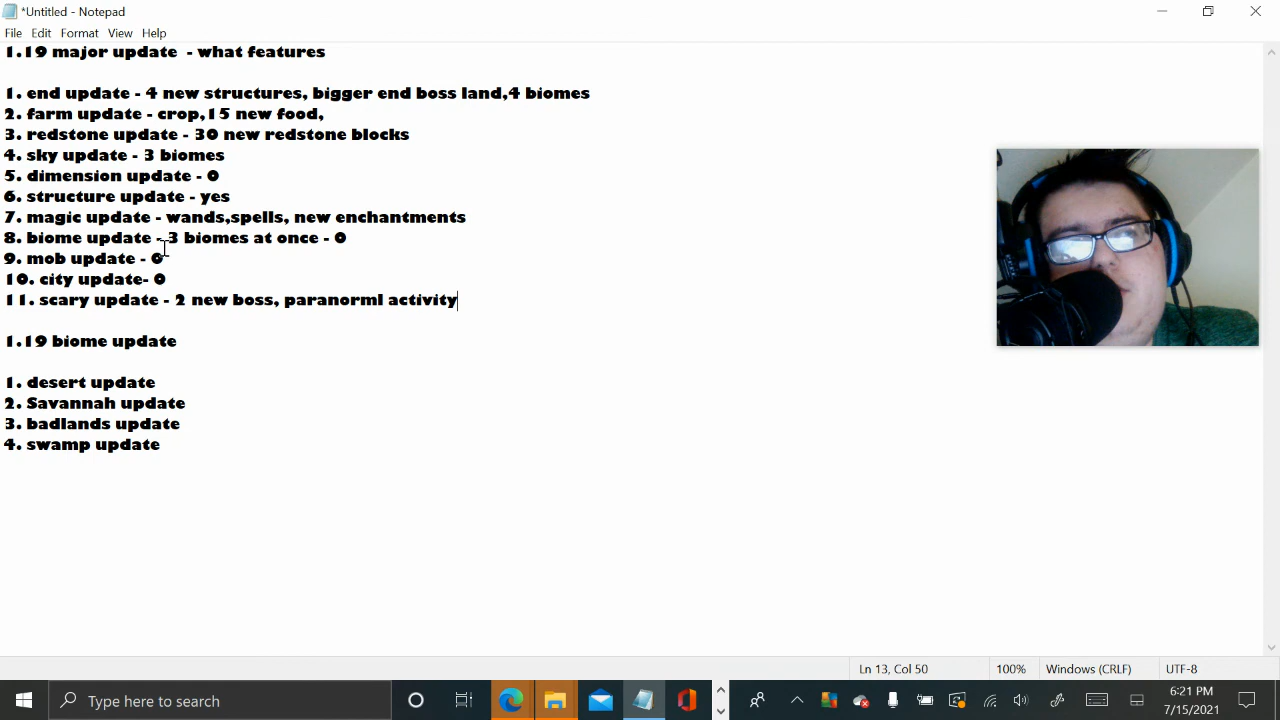 *Untitled - Notepad
File Edit Format View Help
1.19 major update - what features
1. end update - 4 new structures, bigger end boss land,4 biomes
2. farm update - crop,15 new food,
3. redstone update - 30 new redstone blocks
4. sky update - 3 biomes
5. dimension update - 0
6. structure update - yes
7. magic update - wands,spells, new enchantments
8. biome update - 3 biomes at once - 0
9. mob update - 0
10. city update- 0
11. scary update - 2 new boss, paranorml activity
1.19 biome update
1. desert update
2. Savannah update
3. badlands update
4. swamp update
Ln 13, Col 50 100% Windows (CRLF) UTF-8
Type here to search
6:21 PM
7/15/2021